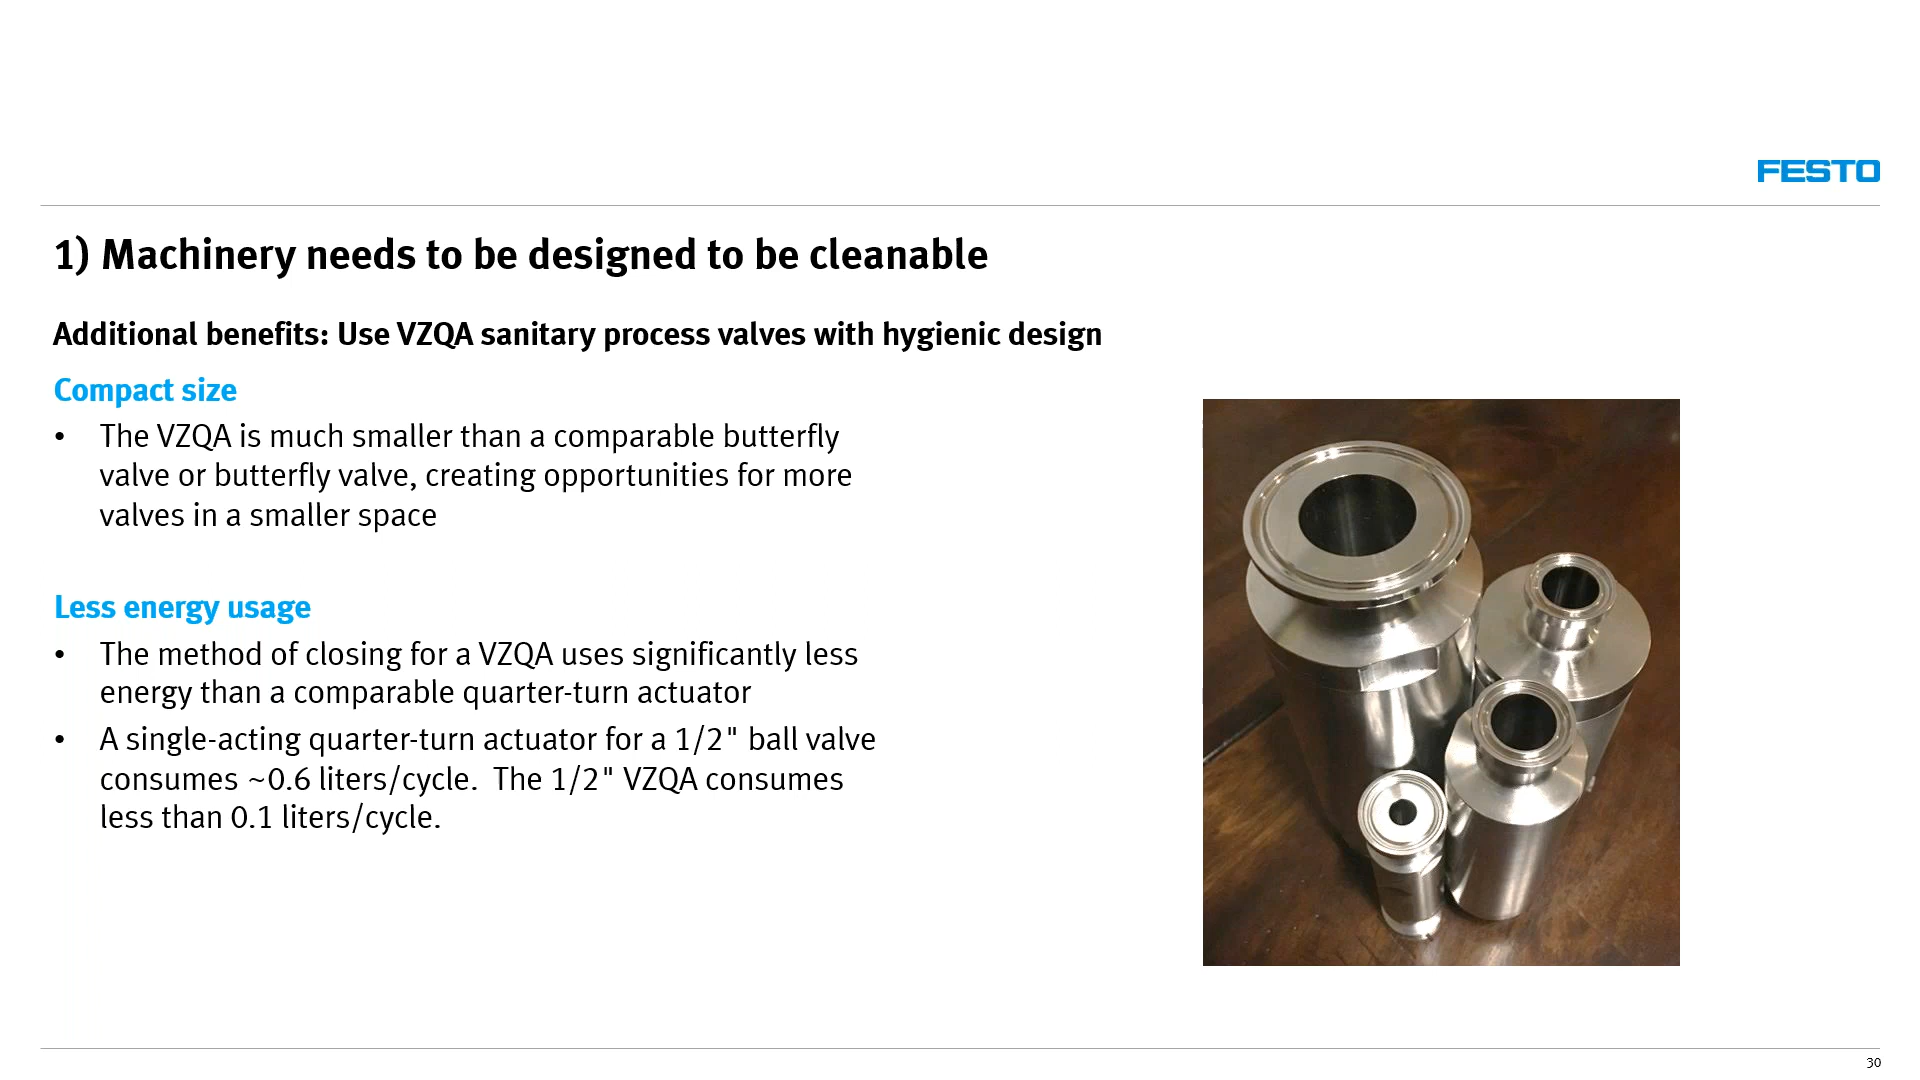 FESTO
1) Machinery needs to be designed to be cleanable
Additional benefits: Use VZQA sanitary process valves with hygienic design
Compact size
• The VZQA is much smaller than a comparable butterfly
valve or butterfly valve, creating opportunities for more
valves in a smaller space
Less energy usage
• The method of closing for a VZQA uses significantly less
energy than a comparable quarter-turn actuator
• A single-acting quarter-turn actuator for a 1/2" ball valve
consumes ~0.6 liters/cycle.  The 1/2" VZQA consumes
less than 0.1 liters/cycle.
30